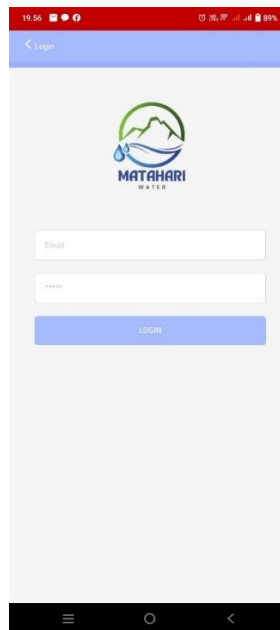 19.56 89%
Login
MATAHARI
WATER
Email
*****
LOGIN